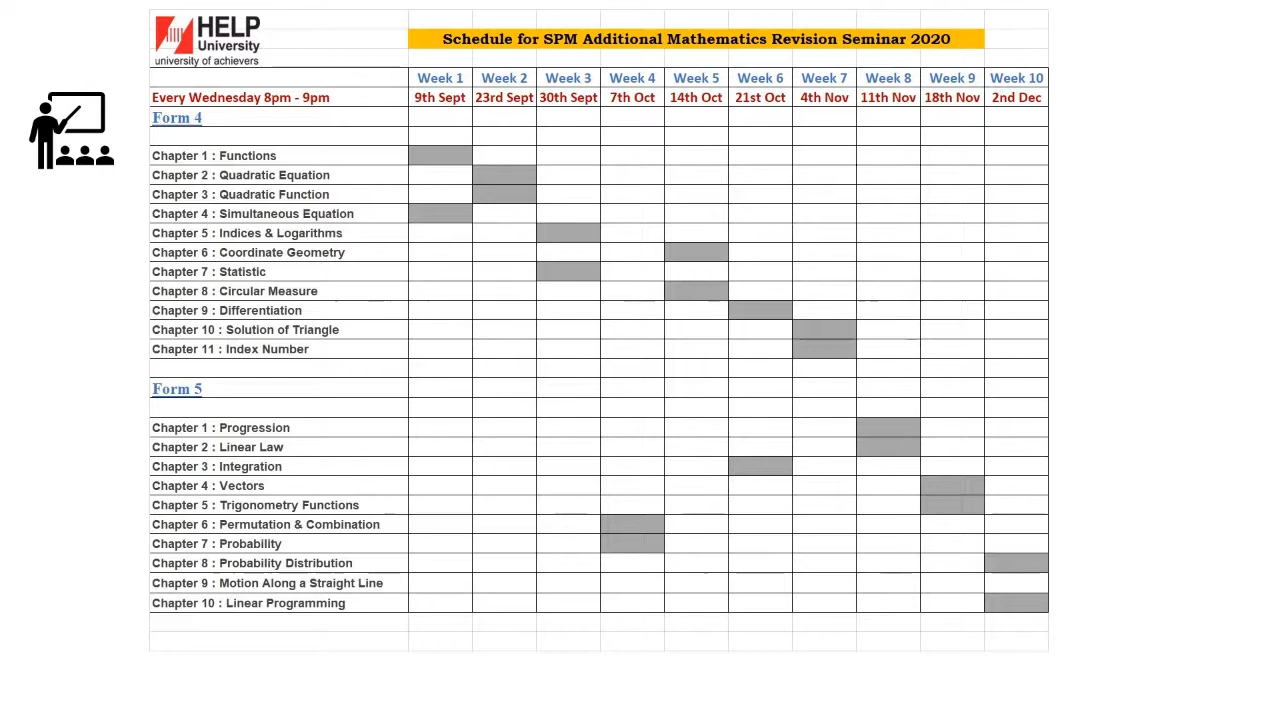 HELP
University
university of achievers
Schedule for SPM Additional Mathematics Revision Seminar 2020
Week 1 Week 2 Week 3 Week 4 Week 5 Week 6 Week 7 Week 8 Week 9 Week 10
Every Wednesday 8pm - 9pm 9th Sept 23rd Sept 30th Sept 7th Oct 14th Oct 21st Oct 4th Nov 11th Nov 18th Nov 2nd Dec
Form 4
Chapter 1 : Functions
Chapter 2 : Quadratic Equation
Chapter 3 : Quadratic Function
Chapter 4 : Simultaneous Equation
Chapter 5 : Indices & Logarithms
Chapter 6 : Coordinate Geometry
Chapter 7 : Statistic
Chapter 8 : Circular Measure
Chapter 9 : Differentiation
Chapter 10 : Solution of Triangle
Chapter 11 : Index Number
Form 5
Chapter 1 : Progression
Chapter 2 : Linear Law
Chapter 3 : Integration
Chapter 4 : Vectors
Chapter 5 : Trigonometry Functions
Chapter 6 : Permutation & Combination
Chapter 7 : Probability
Chapter 8 : Probability Distribution
Chapter 9 : Motion Along a Straight Line
Chapter 10 : Linear Programming